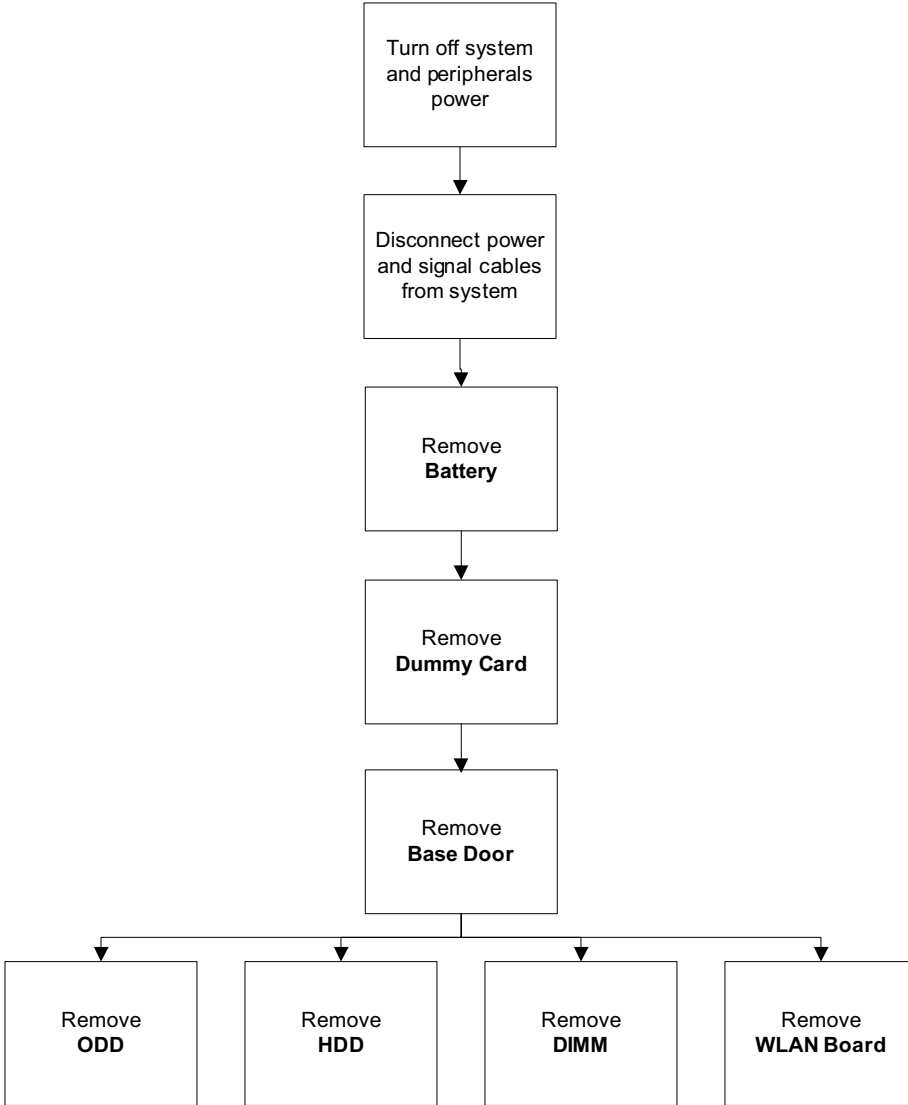 Turn off system
and peripherals
power
Disconnect power
and signal cables
from system
Remove
Battery
Remove
Dummy Card
Remove
Base Door
Remove
ODD
Remove
HDD
Remove
DIMM
Remove
WLAN Board